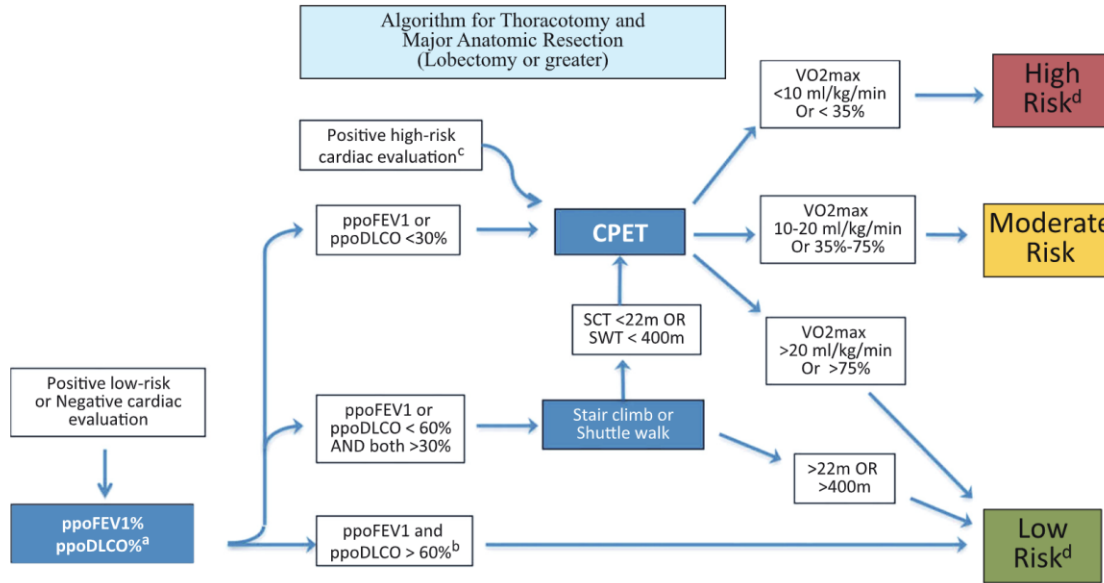 Algorithm for Thoracotomy and
Major Anatomic Resection
(Lobectomy or greater)
VO2max
<10 ml/kg/min
Or < 35%
High
Riskᵈ
Positive high-risk
cardiac evaluationᶜ
ppoFEV1 or
ppoDLCO <30%
CPET
VO2max
10-20 ml/kg/min
Or 35%-75%
Moderate
Risk
SCT <22m OR
SWT < 400m
VO2max
>20 ml/kg/min
Or >75%
Positive low-risk
or Negative cardiac
evaluation
ppoFEV1 or
ppoDLCO < 60%
AND both >30%
Stair climb or
Shuttle walk
>22m OR
>400m
ppoFEV1%
ppoDLCO%ᵃ
ppoFEV1 and
ppoDLCO > 60%ᵇ
Low
Riskᵈ